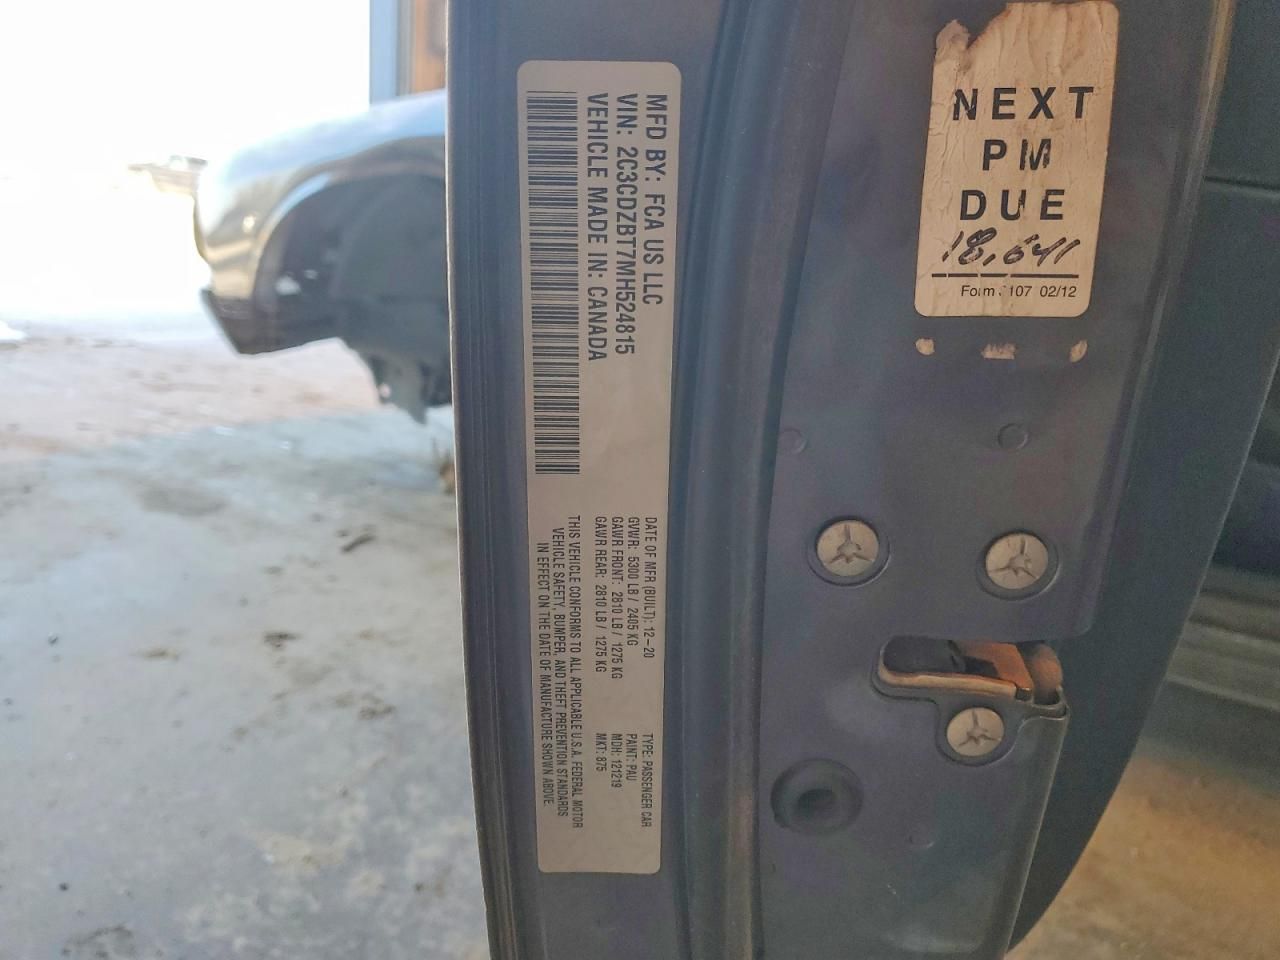 MFD BY: FCA US LLC
VIN: 2C3CDZBT7MH524815
VEHICLE MADE IN: CANADA
DATE OF MFR (BUILT): 12-20
GVWR: 5300 LB / 2405 KG
GAWR FRONT: 2810 LB / 1275 KG
GAWR REAR: 2810 LB / 1275 KG
THIS VEHICLE CONFORMS TO ALL APPLICABLE U.S.A. FEDERAL MOTOR
VEHICLE SAFETY, BUMPER, AND THEFT PREVENTION STANDARDS
IN EFFECT ON THE DATE OF MANUFACTURE SHOWN ABOVE.
TYPE: PASSENGER CAR
PAINT: PAU
MDH: 121219
MKT: 875
NEXT
PM
DUE
18,641
Form 107 02/12